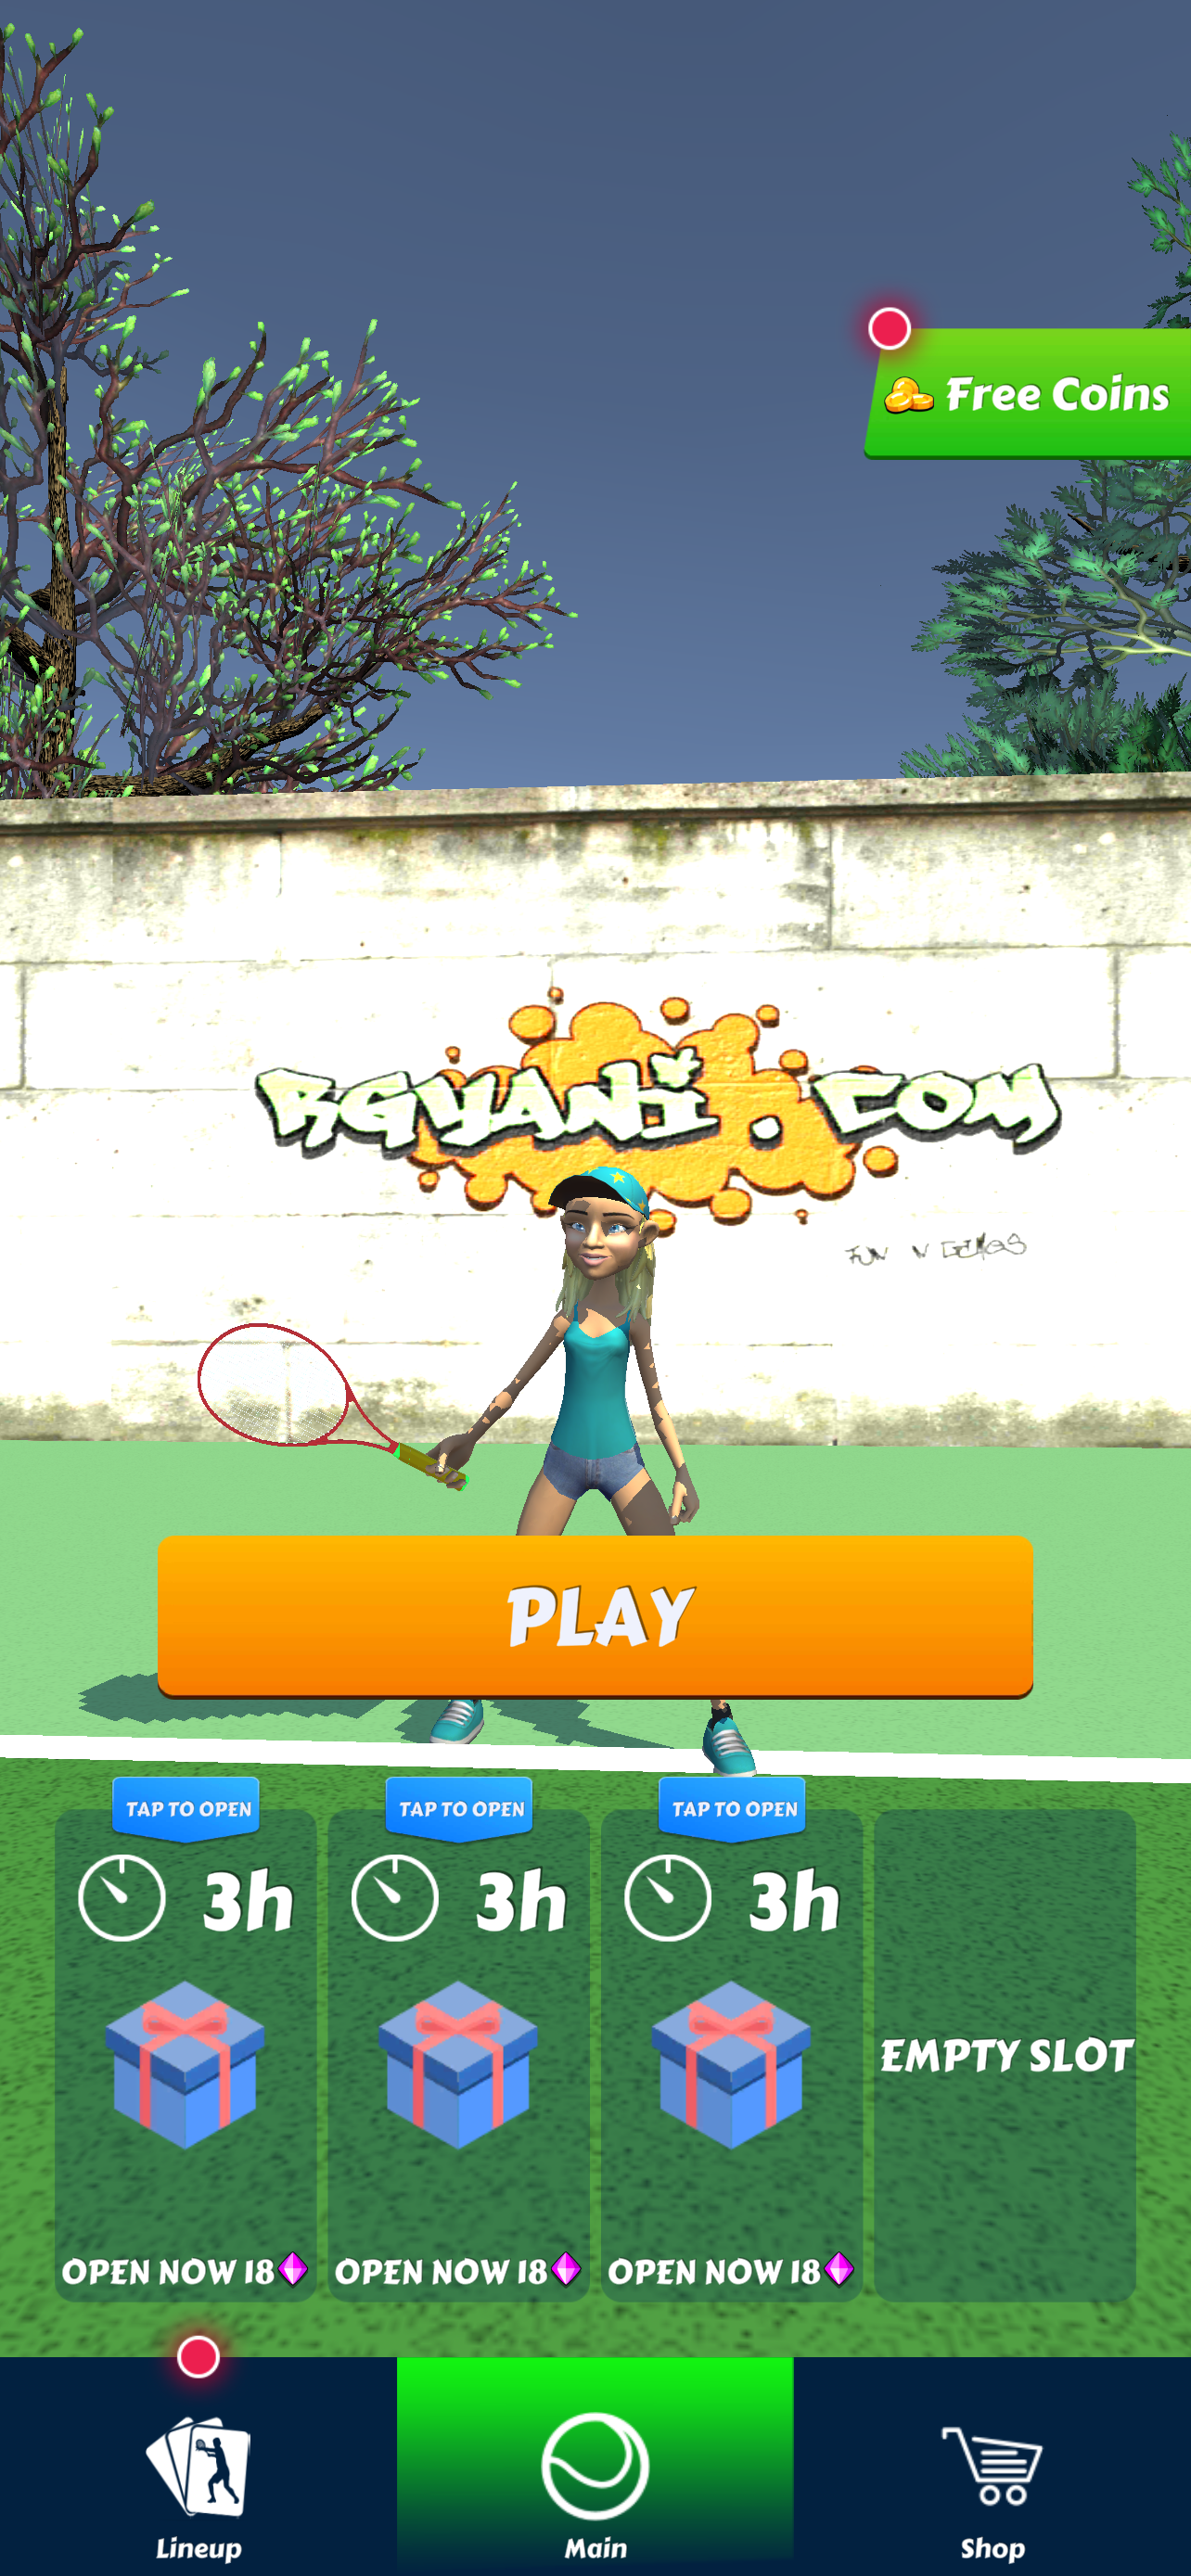 Free Coins
RGYANI.COM
FUN N GAMES
PLAY
TAP TO OPEN
TAP TO OPEN
TAP TO OPEN
3h
3h
3h
EMPTY SLOT
OPEN NOW 18
OPEN NOW 18
OPEN NOW 18
Lineup
Main
Shop